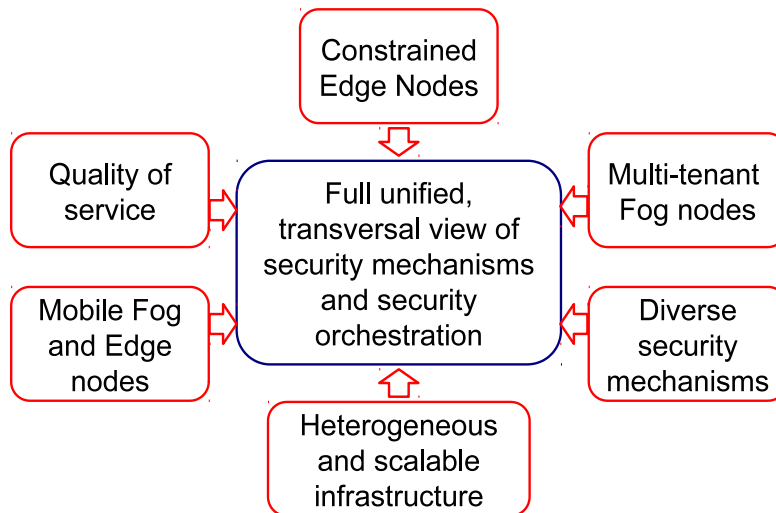 Constrained
Edge Nodes
Quality of
service
Full unified,
transversal view of
security mechanisms
and security
orchestration
Multi-tenant
Fog nodes
Mobile Fog
and Edge
nodes
Diverse
security
mechanisms
Heterogeneous
and scalable
infrastructure